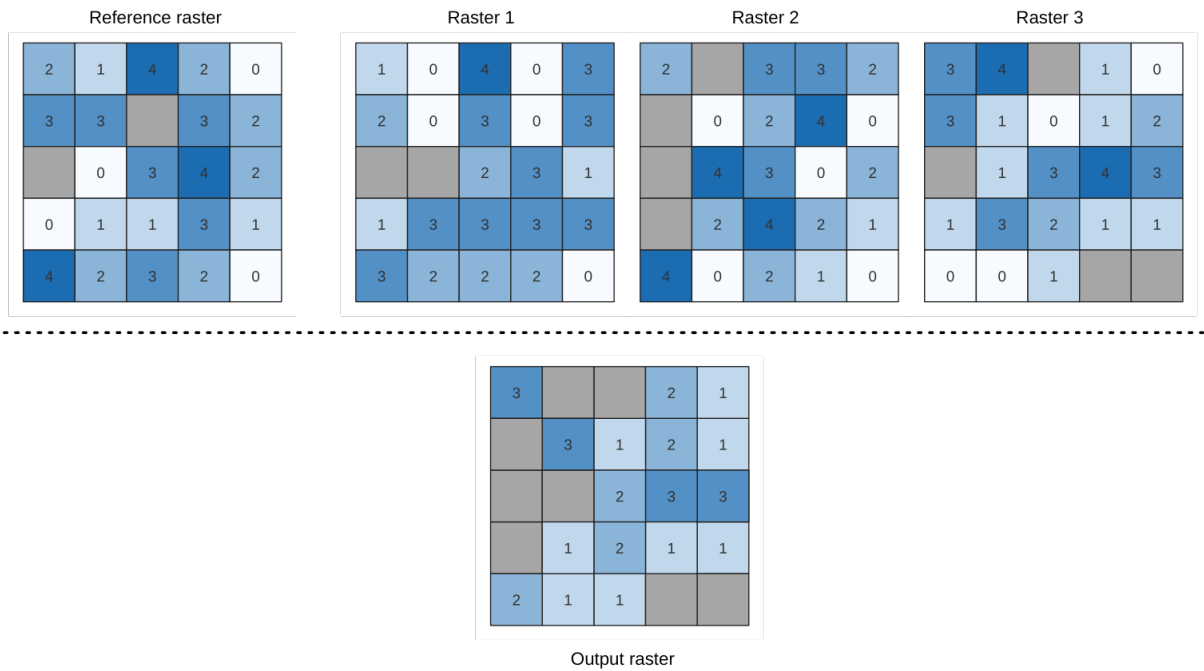 Reference raster Raster 1 Raster 2 Raster 3
2 1 4 2 0 1 0 4 0 3 2 3 3 2 3 4 1 0
3 3 3 2 2 0 3 0 3 0 2 4 0 3 1 0 1 2
0 3 4 2 2 3 1 4 3 0 2 1 3 4 3
0 1 1 3 1 1 3 3 3 3 2 4 2 1 1 3 2 1 1
4 2 3 2 0 3 2 2 2 0 4 0 2 1 0 0 0 1
3 2 1
3 1 2 1
2 3 3
1 2 1 1
2 1 1
Output raster